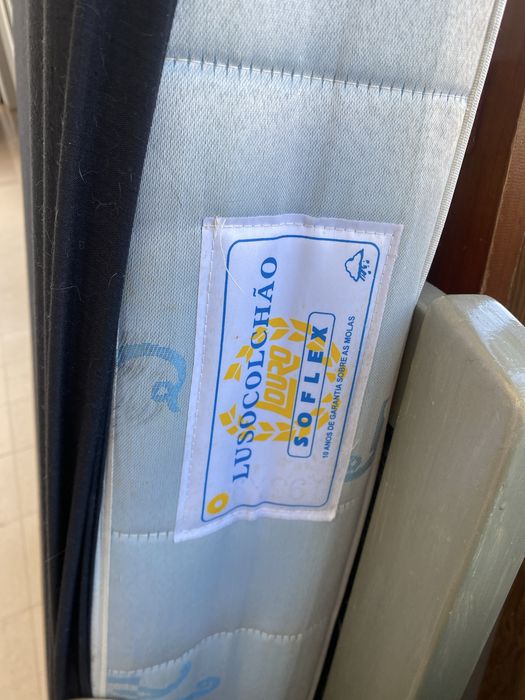 LUSOCOLCHÃO
LOURO
SOFLEX
10 ANOS DE GARANTIA SOBRE AS MOLAS